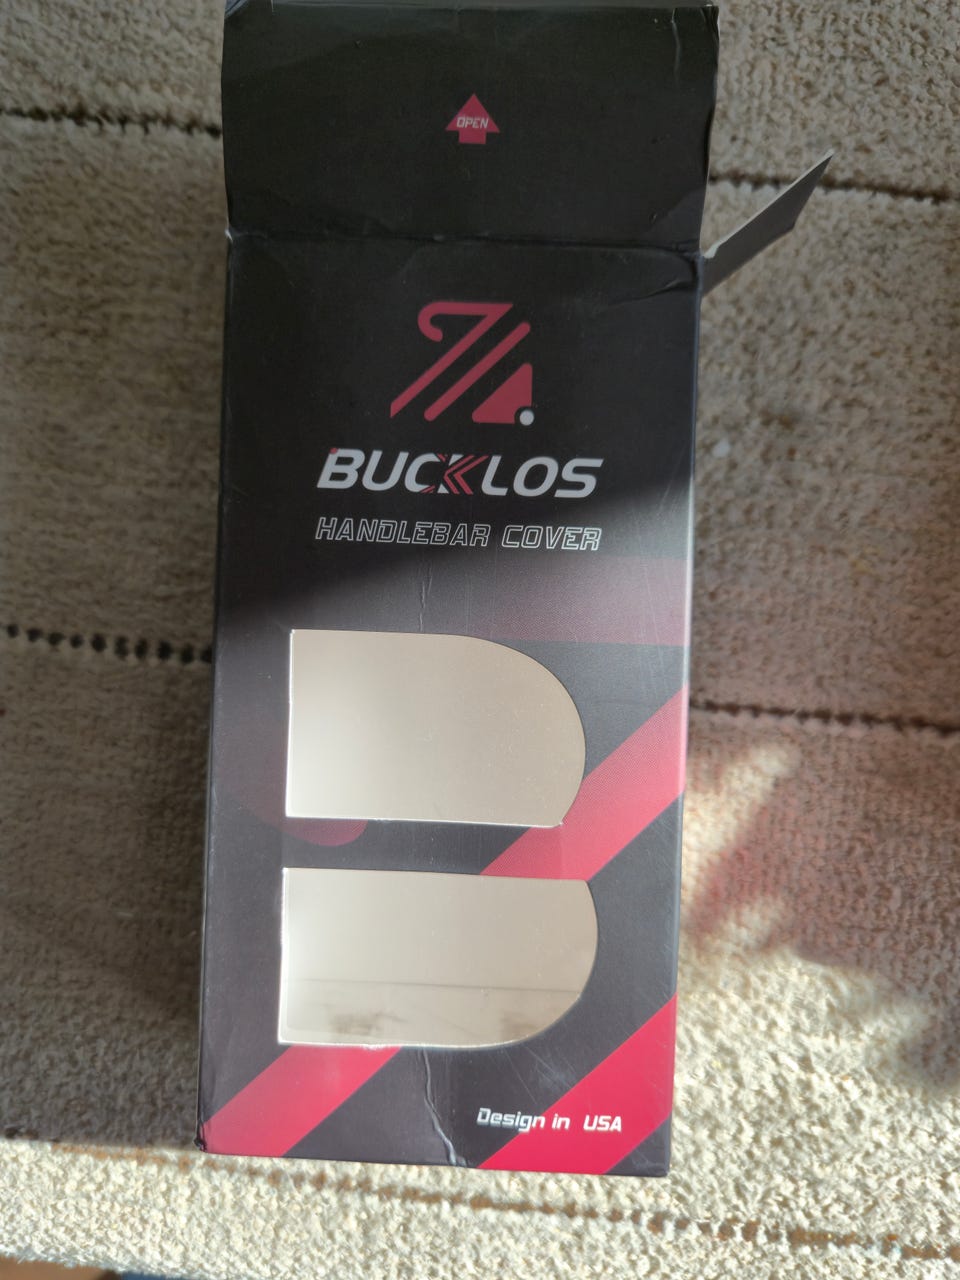 OPEN
BUCKLOS
HANDLEBAR COVER
Design in USA